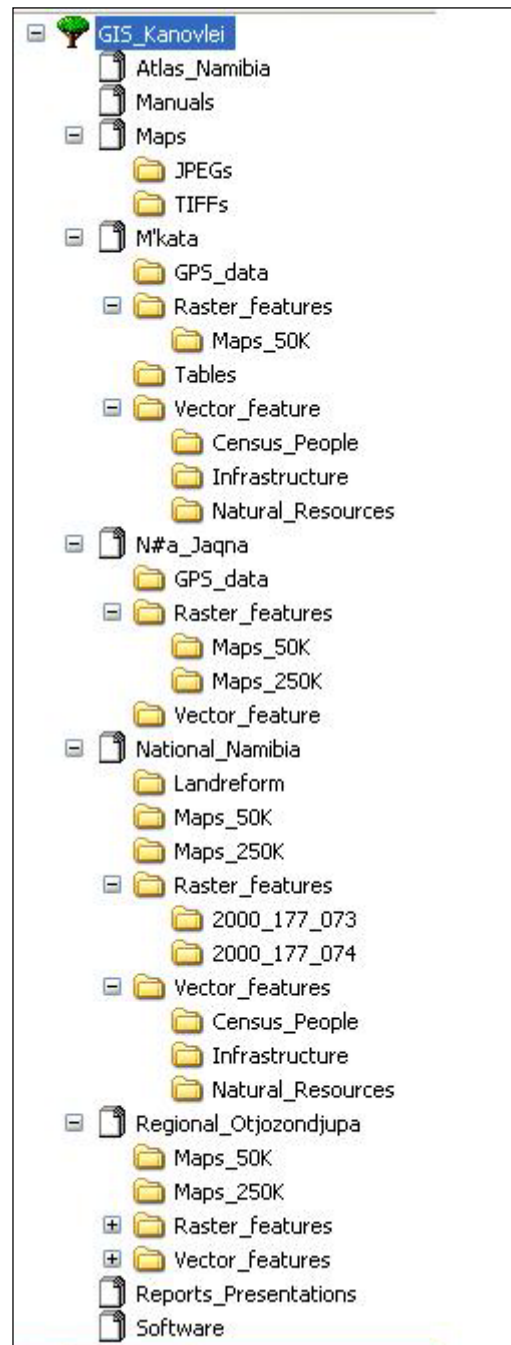 GIS_Kanovlei
Atlas_Namibia
Manuals
Maps
JPEGs
TIFFs
M'kata
GPS_data
Raster_features
Maps_50K
Tables
Vector_feature
Census_People
Infrastructure
Natural_Resources
N#a_Jaqna
GPS_data
Raster_features
Maps_50K
Maps_250K
Vector_feature
National_Namibia
Landreform
Maps_50K
Maps_250K
Raster_features
2000_177_073
2000_177_074
Vector_features
Census_People
Infrastructure
Natural_Resources
Regional_Otjozondjupa
Maps_50K
Maps_250K
Raster_features
Vector_features
Reports_Presentations
Software